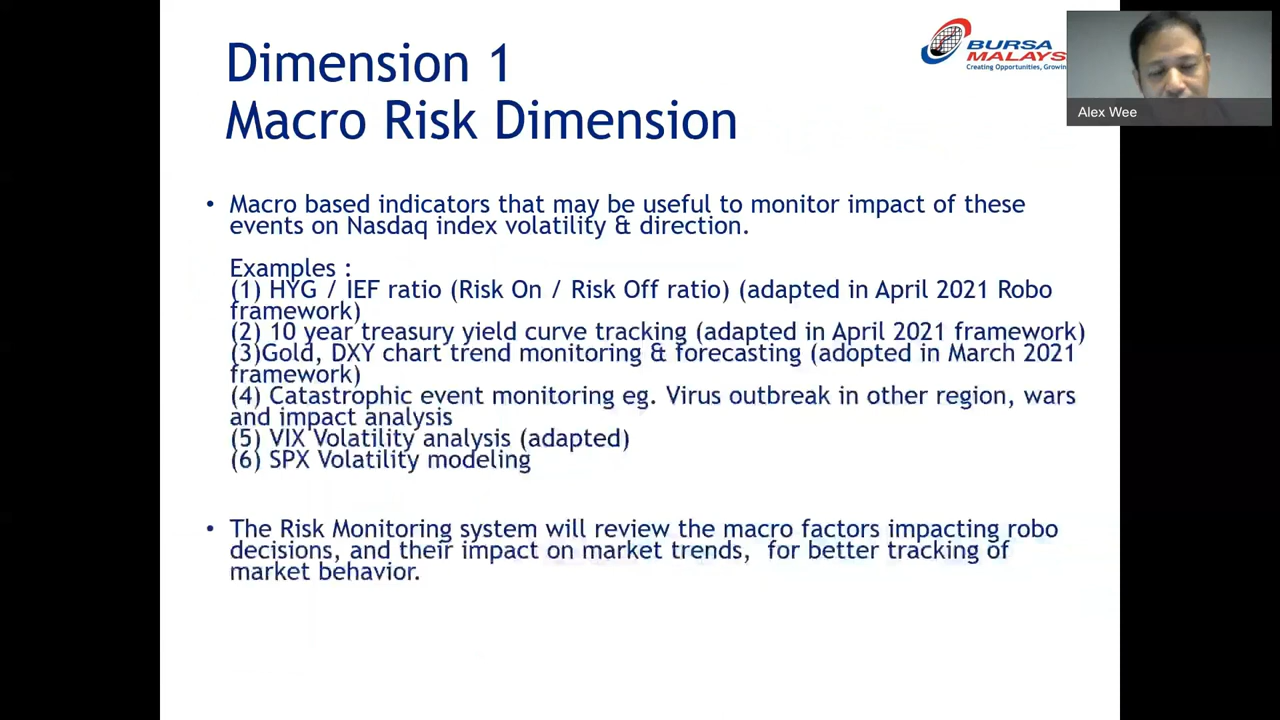 Dimension 1
Macro Risk Dimension
BURSA
MALAYS
Creating Opportunities, Growin
Alex Wee
• Macro based indicators that may be useful to monitor impact of these
events on Nasdaq index volatility & direction.
Examples :
(1) HYG / IEF ratio (Risk On / Risk Off ratio) (adapted in April 2021 Robo
framework)
(2) 10 year treasury yield curve tracking (adapted in April 2021 framework)
(3)Gold, DXY chart trend monitoring & forecasting (adopted in March 2021
framework)
(4) Catastrophic event monitoring eg. Virus outbreak in other region, wars
and impact analysis
(5) VIX Volatility analysis (adapted)
(6) SPX Volatility modeling
• The Risk Monitoring system will review the macro factors impacting robo
decisions, and their impact on market trends,  for better tracking of
market behavior.